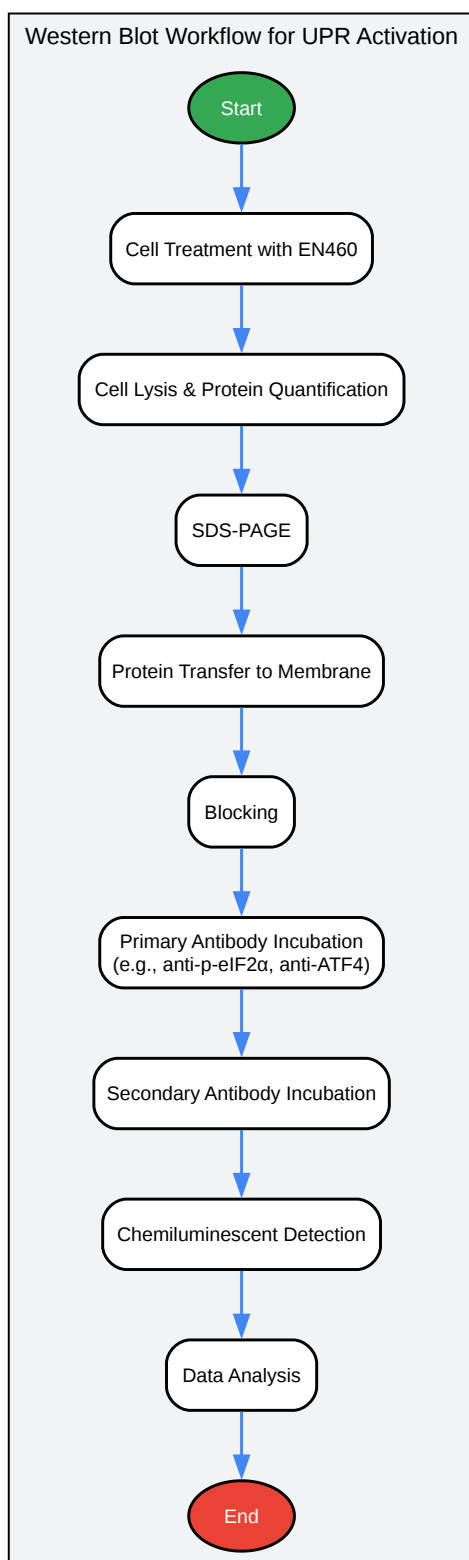 Western Blot Workflow for UPR Activation
Start
Cell Treatment with EN460
Cell Lysis & Protein Quantification
SDS-PAGE
Protein Transfer to Membrane
Blocking
Primary Antibody Incubation
(e.g., anti-p-eIF2α, anti-ATF4)
Secondary Antibody Incubation
Chemiluminescent Detection
Data Analysis
End